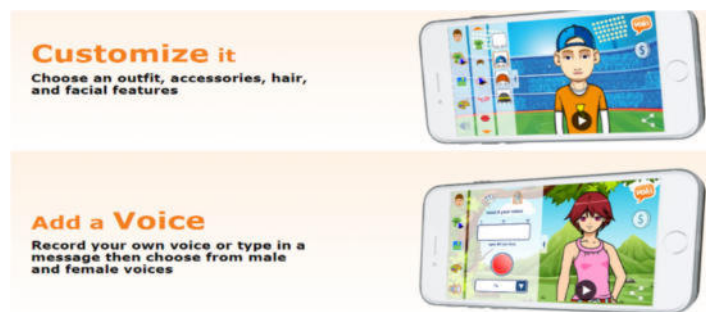 Customize it
Choose an outfit, accessories, hair,
and facial features
Add a Voice
Record your own voice or type in a
message then choose from male
and female voices